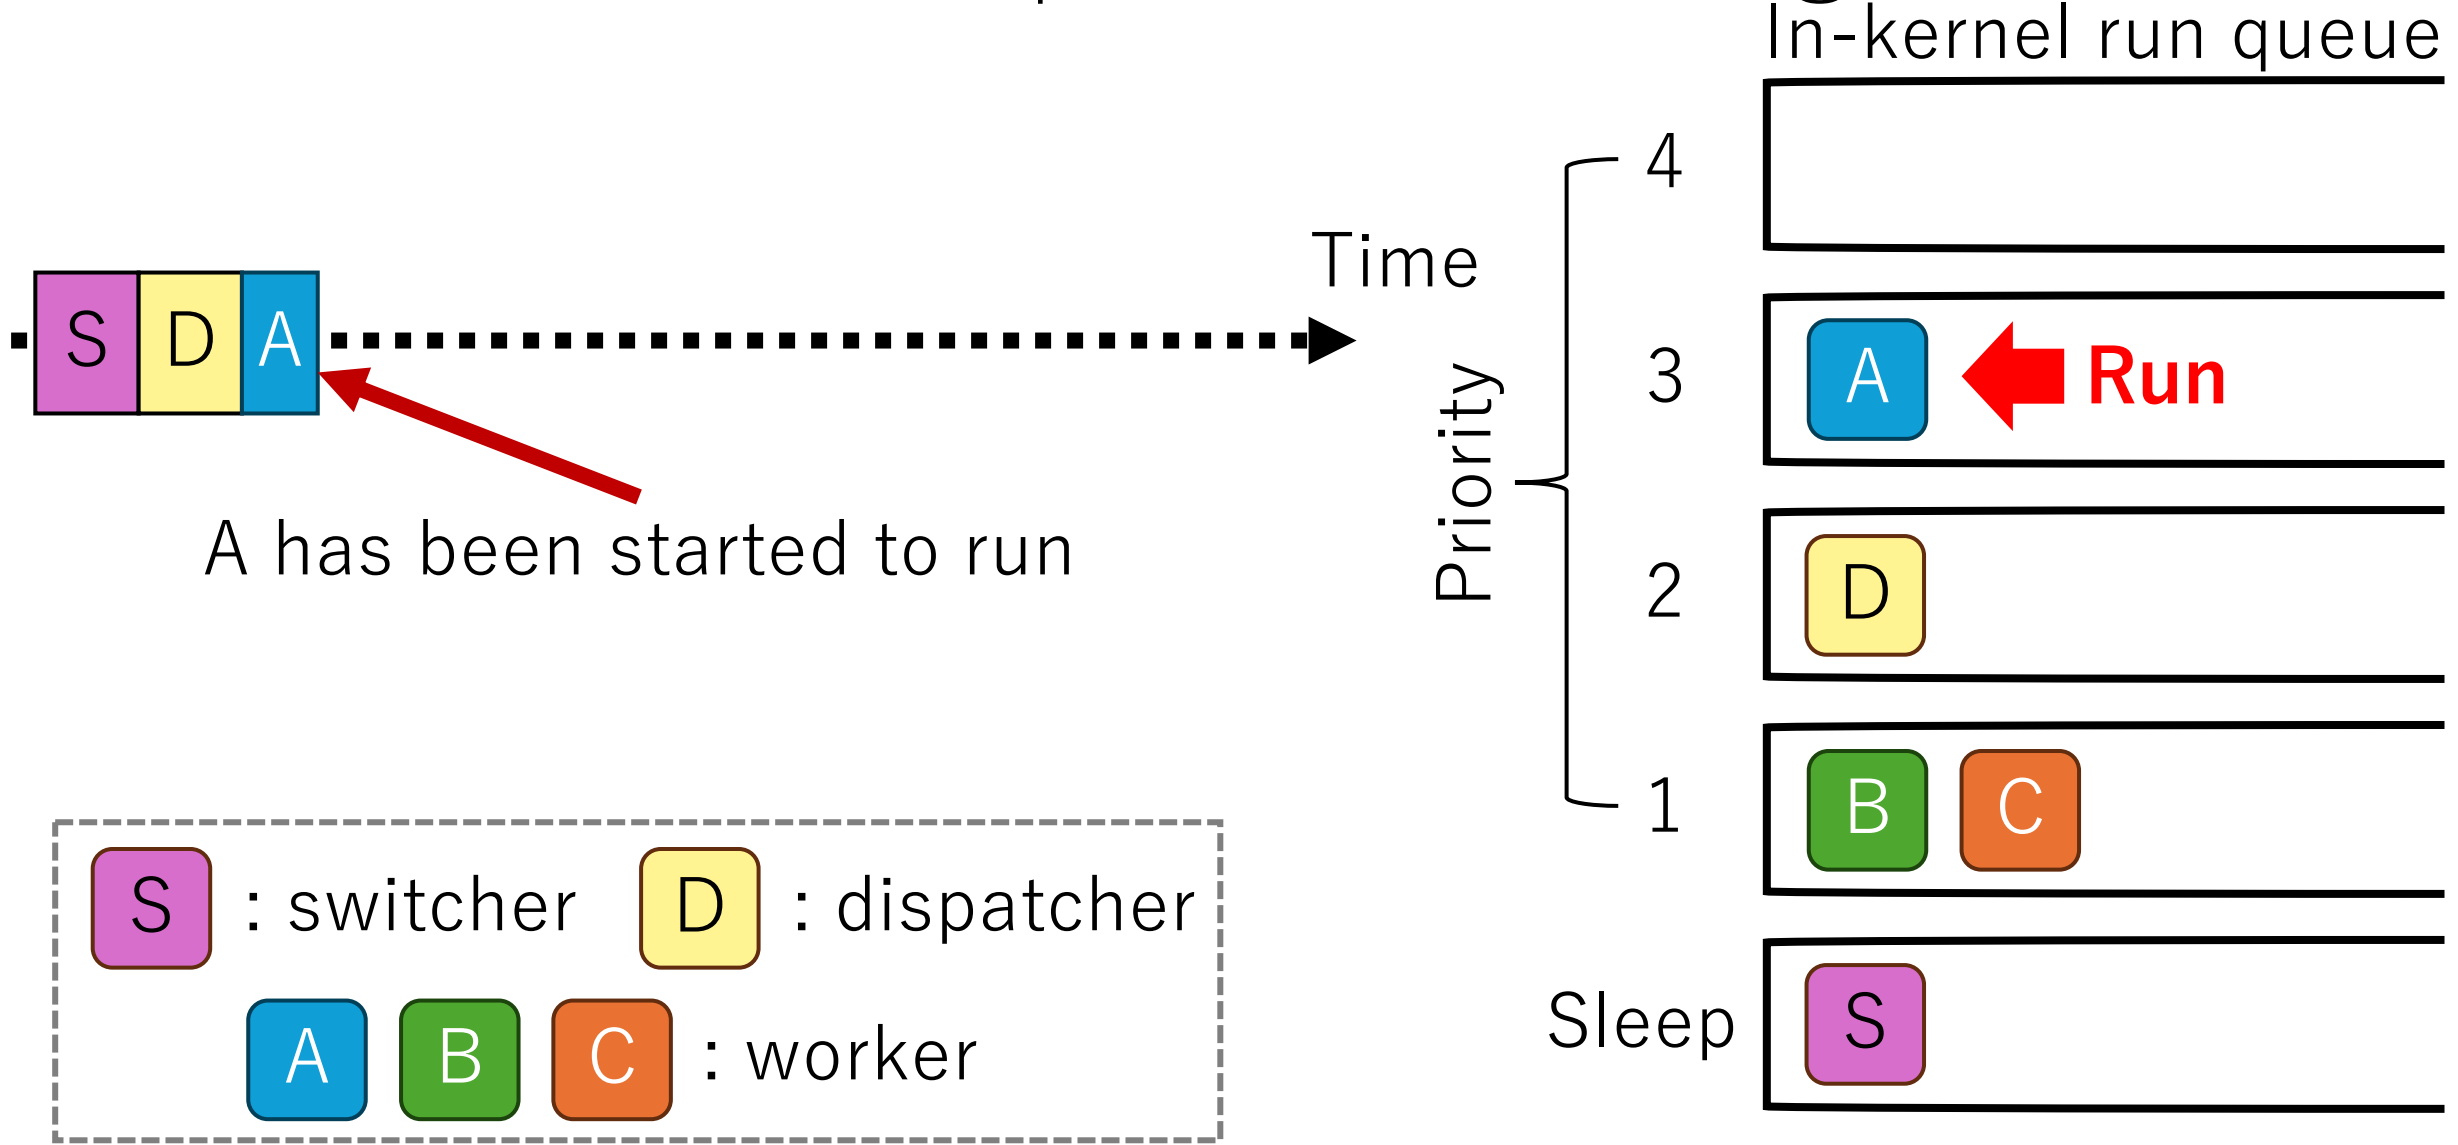 In-kernel run queue
4
Time
S D A
A Run
3
Priority
A has been started to run
D
2
B C
1
S : switcher D : dispatcher
Sleep S
A B C : worker